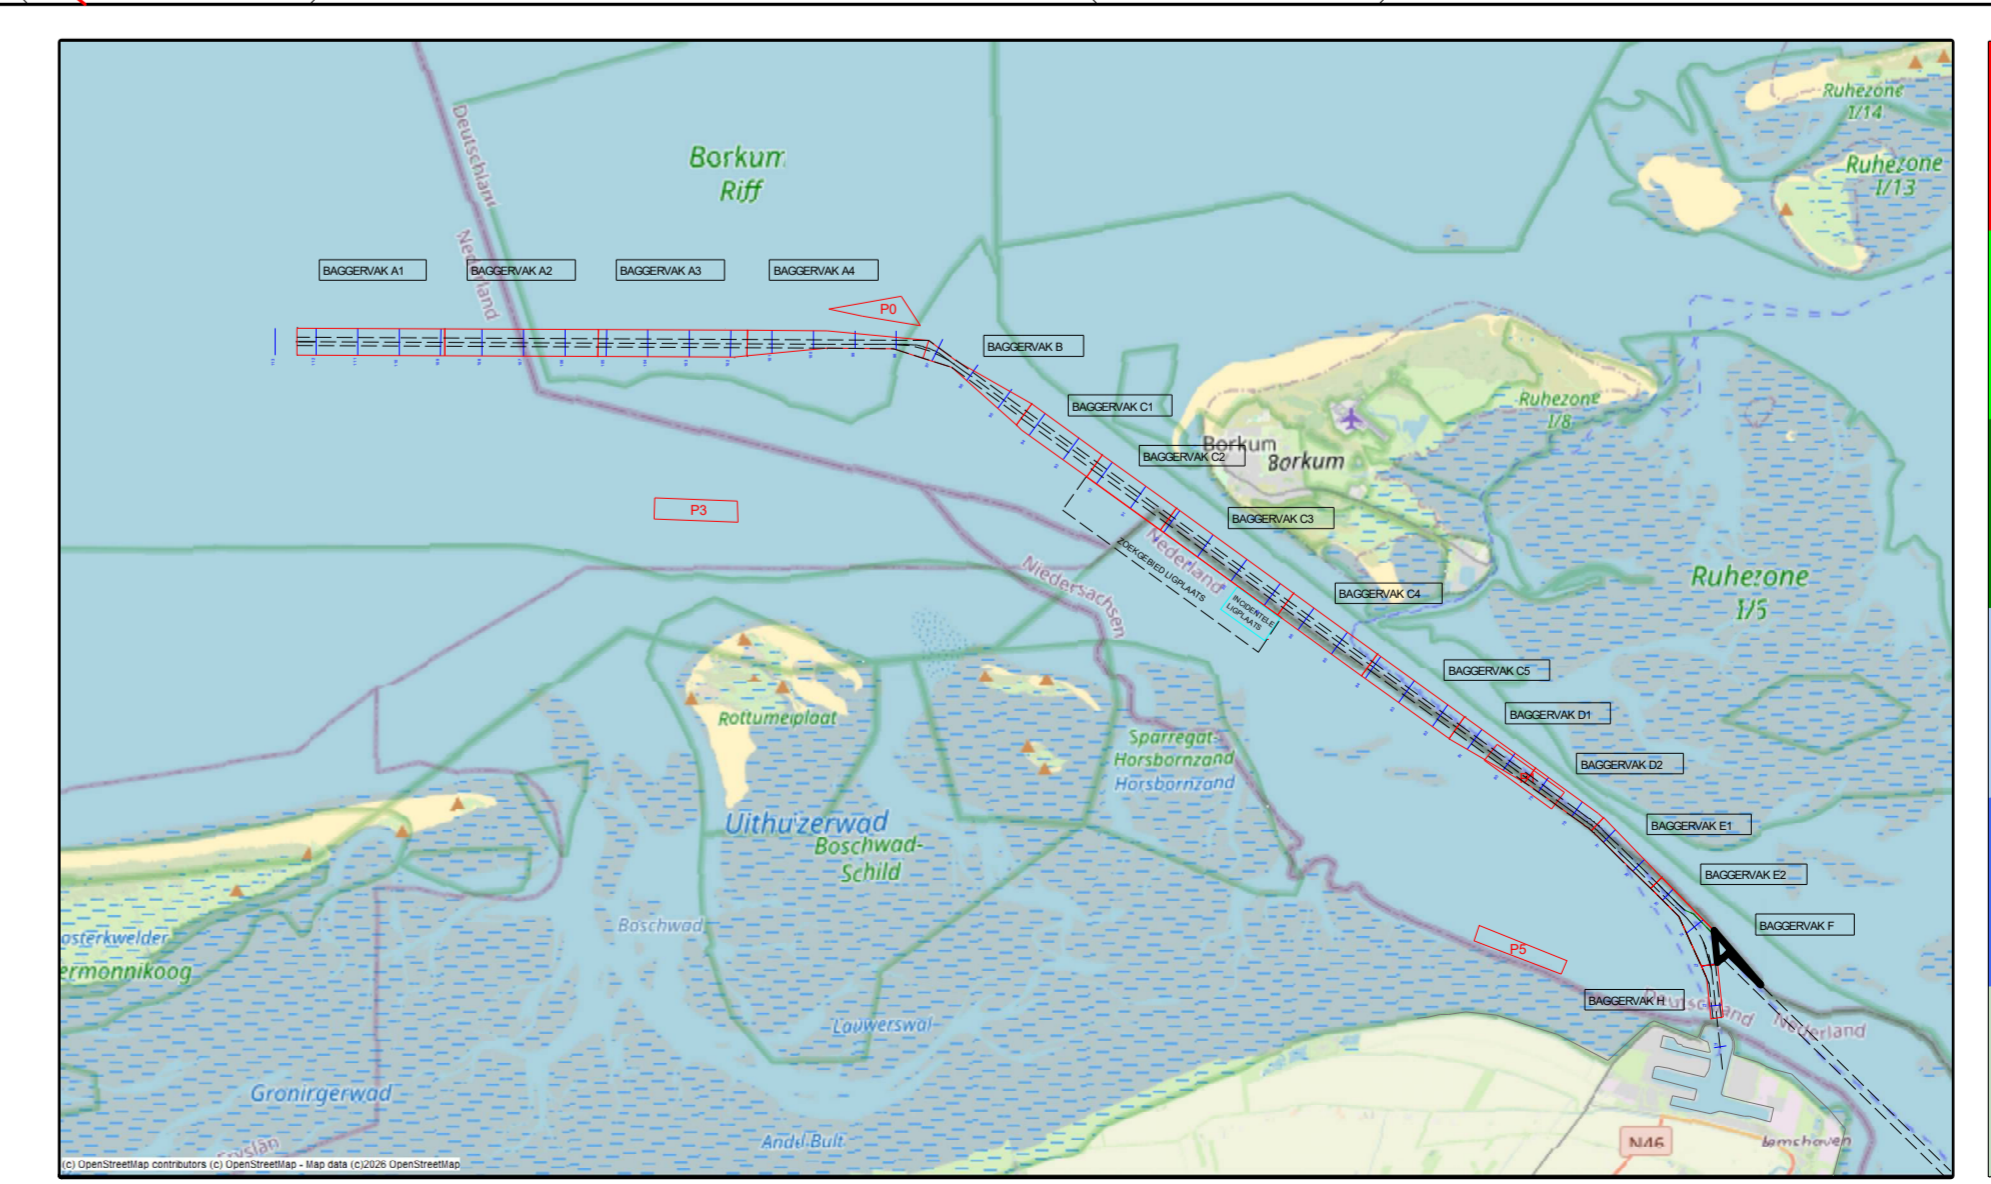 Ruhezone
I/14
Ruhezone
I/13
Borkum
Riff
Nederland
BAGGERVAK A1
BAGGERVAK A2
BAGGERVAK A3
BAGGERVAK A4
P0
BAGGERVAK B
BAGGERVAK C1
Ruhezone
I/8
Borkum
Borkum
BAGGERVAK C2
P3
BAGGERVAK C3
Nederland
ZOEKGEBIED LIGPLAATS
Niedersachsen
Ruhezone
I/5
BAGGERVAK C4
INCIDENTELE
LIGPLAATS
BAGGERVAK C5
Rottumerplaat
BAGGERVAK D1
Sparregat-
Horsbornzand
Horsbornzand
BAGGERVAK D2
Uithuizerwad
Boschwad-
Schild
BAGGERVAK E1
BAGGERVAK E2
Boschwad
BAGGERVAK F
osterkwelder
P5
ermonnikoog
BAGGERVAK H
Deutschland
Nederland
Lauwerswal
Groningerwad
N46
Andel-Bult
Eemshaven
Fryslân
(c) OpenStreetMap contributors (c) OpenStreetMap - Map data (c)2026 OpenStreetMap